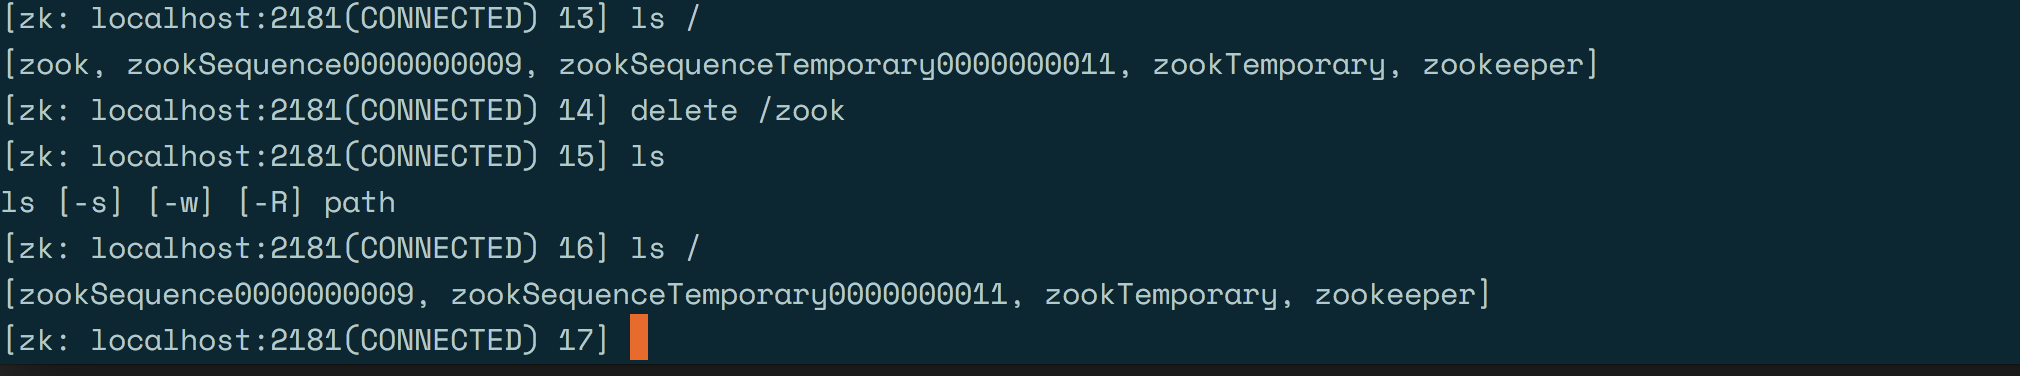 [zk: localhost:2181(CONNECTED) 13] ls /
[zook, zookSequence0000000009, zookSequenceTemporary0000000011, zookTemporary, zookeeper]
[zk: localhost:2181(CONNECTED) 14] delete /zook
[zk: localhost:2181(CONNECTED) 15] ls
ls [-s] [-w] [-R] path
[zk: localhost:2181(CONNECTED) 16] ls /
[zookSequence0000000009, zookSequenceTemporary0000000011, zookTemporary, zookeeper]
[zk: localhost:2181(CONNECTED) 17]